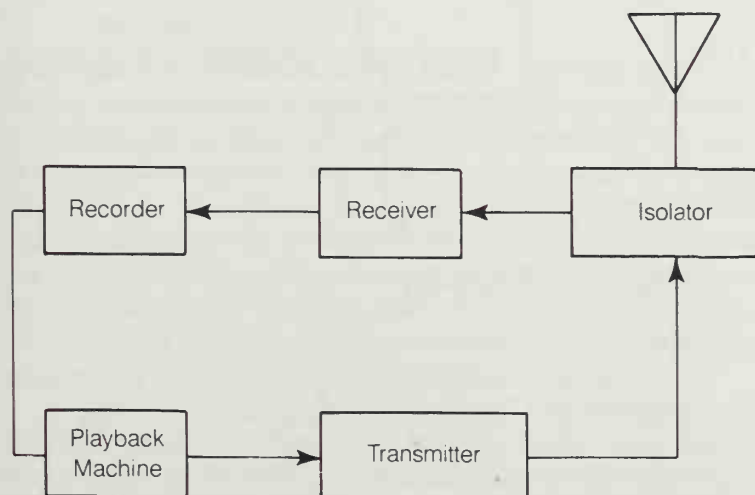 Recorder
Receiver
Isolator
Playback
Machine
Transmitter